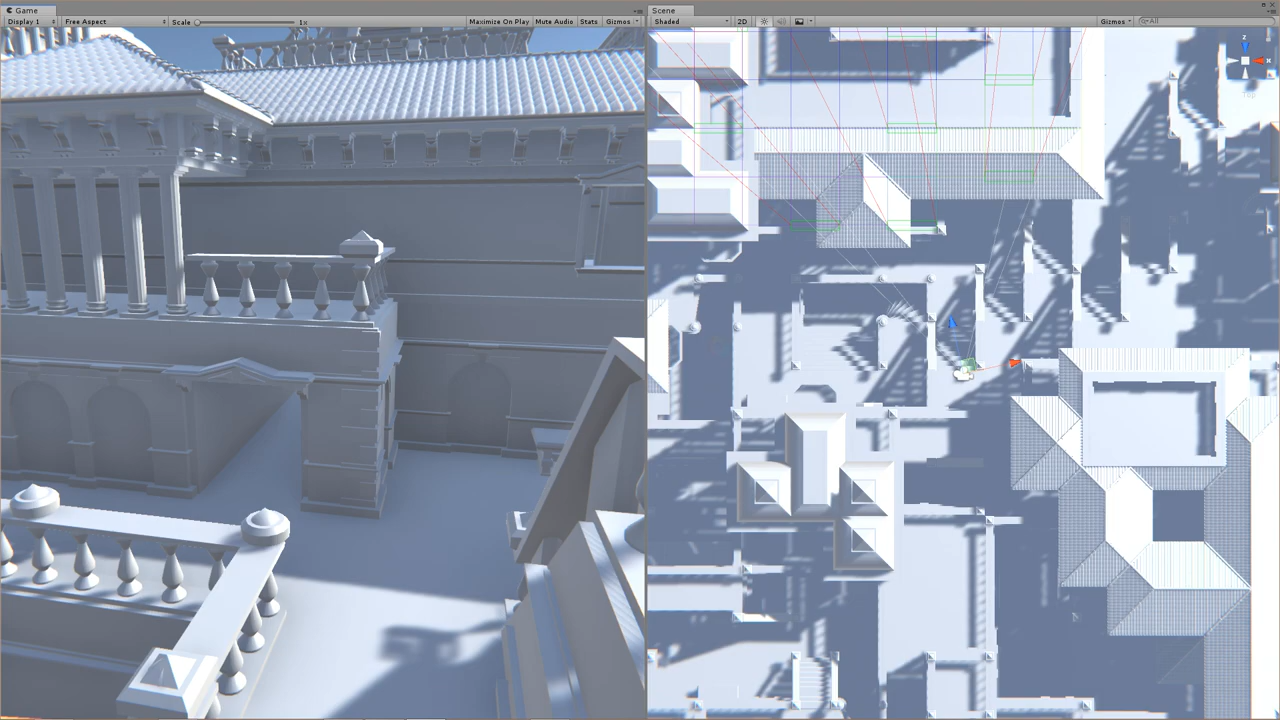 Game
Display 1
Free Aspect
Scale
1x
Maximize On Play
Mute Audio
Stats
Gizmos
Scene
Shaded
2D
Gizmos
All
z
x
Top